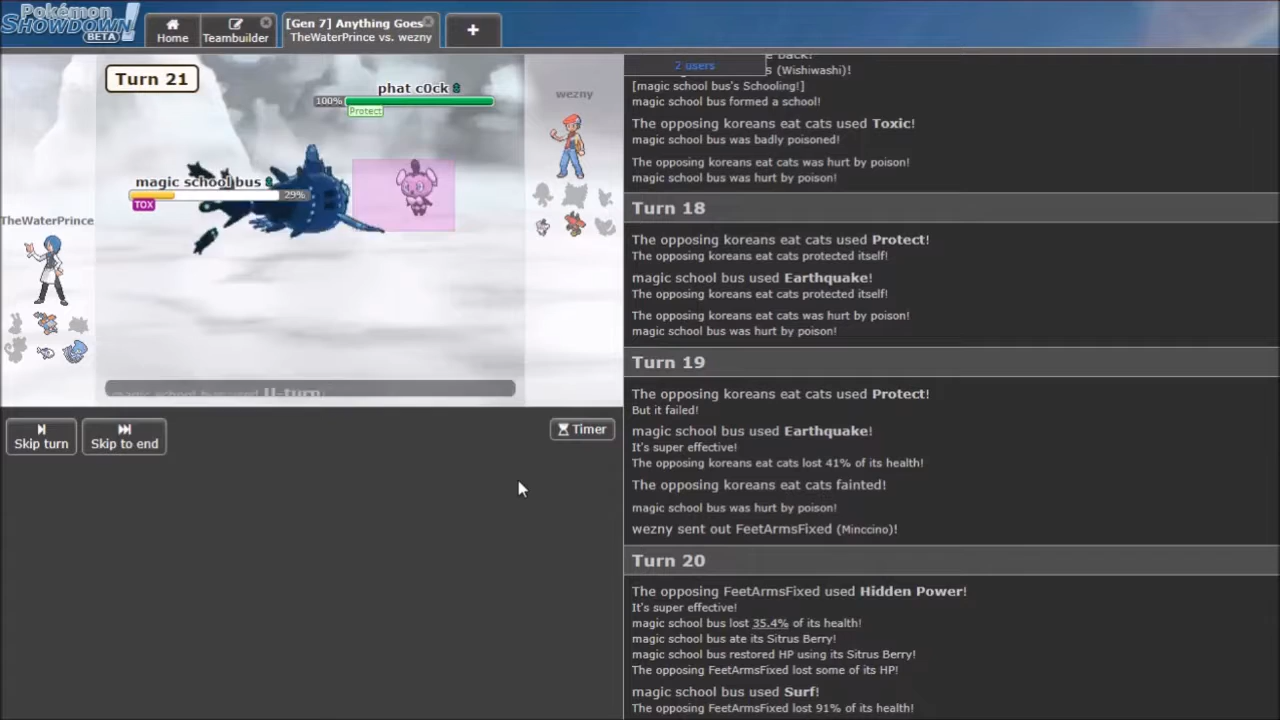 Pokémon
SHOWDOWN!
BETA
Home
Teambuilder
[Gen 7] Anything Goes
TheWaterPrince vs. wezny
+
Turn 21
phat c0ck
100%
Protect
magic school bus
29%
TOX
TheWaterPrince
wezny
magic school bus used U-turn
Skip turn
Skip to end
Timer
2 users
e back!
s (Wishiwashi)!
[magic school bus's Schooling!]
magic school bus formed a school!
The opposing koreans eat cats used Toxic!
magic school bus was badly poisoned!
The opposing koreans eat cats was hurt by poison!
magic school bus was hurt by poison!
Turn 18
The opposing koreans eat cats used Protect!
The opposing koreans eat cats protected itself!
magic school bus used Earthquake!
The opposing koreans eat cats protected itself!
The opposing koreans eat cats was hurt by poison!
magic school bus was hurt by poison!
Turn 19
The opposing koreans eat cats used Protect!
But it failed!
magic school bus used Earthquake!
It's super effective!
The opposing koreans eat cats lost 41% of its health!
The opposing koreans eat cats fainted!
magic school bus was hurt by poison!
wezny sent out FeetArmsFixed (Minccino)!
Turn 20
The opposing FeetArmsFixed used Hidden Power!
It's super effective!
magic school bus lost 35.4% of its health!
magic school bus ate its Sitrus Berry!
magic school bus restored HP using its Sitrus Berry!
The opposing FeetArmsFixed lost some of its HP!
magic school bus used Surf!
The opposing FeetArmsFixed lost 91% of its health!